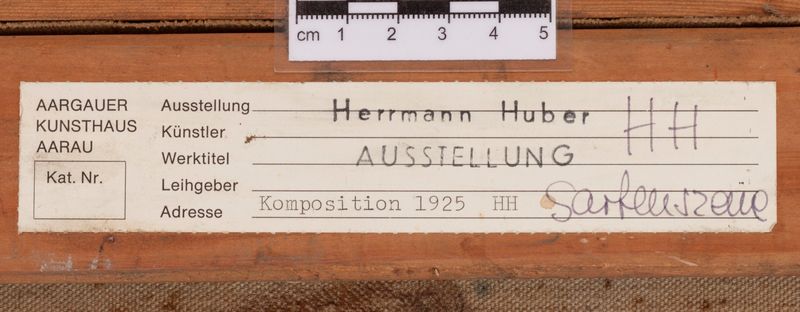 cm 1 2 3 4 5
AARGAUER
KUNSTHAUS
AARAU
Kat. Nr.
Ausstellung Herrmann Huber HH
Künstler
Werktitel AUSSTELLUNG
Leihgeber
Adresse Komposition 1925 HH Gartenszene